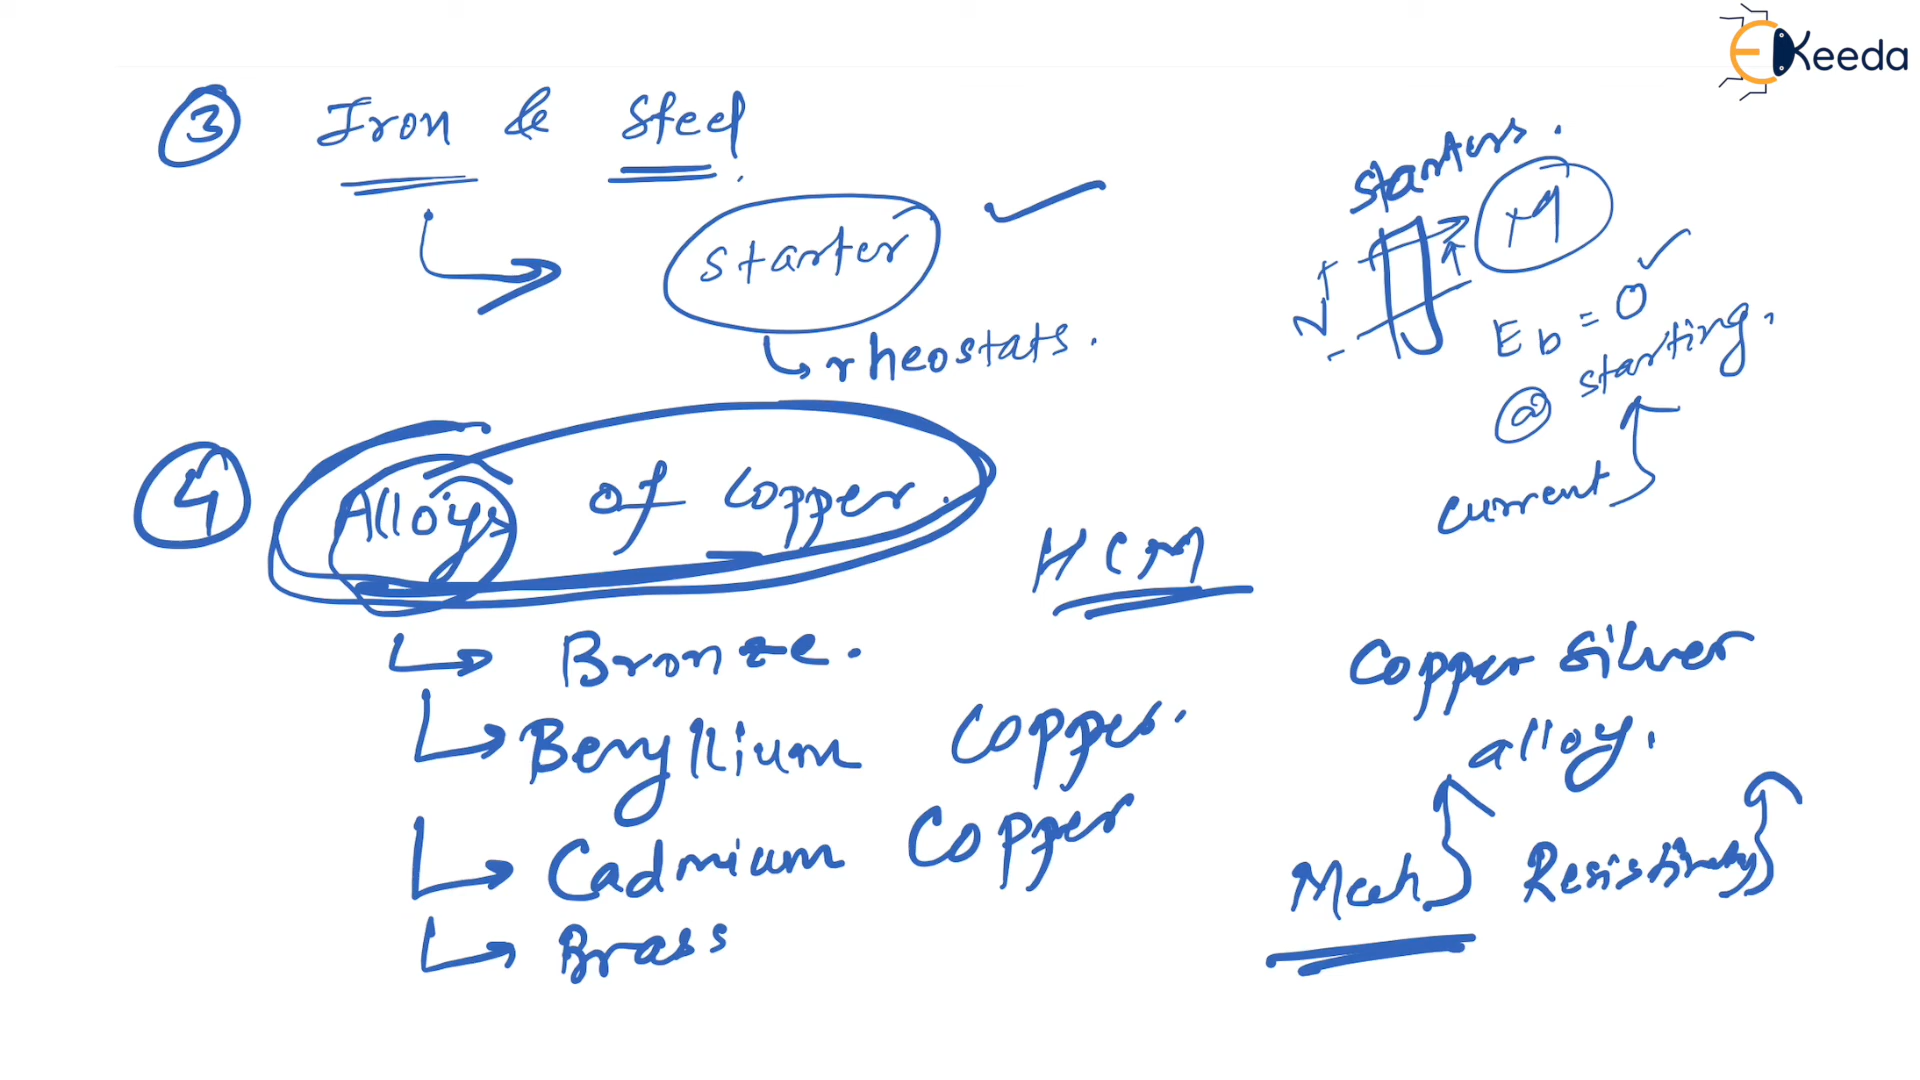 EKeeda
3 Iron & Steel
starter
rheostats.
starters.
M
+
V
-
Eb = 0
@ starting.
current
4 Alloys of Copper.
HCM
Bronze.
Beryllium Copper.
Cadmium Copper
Brass
Copper Silver
alloy.
Mech Resistivity